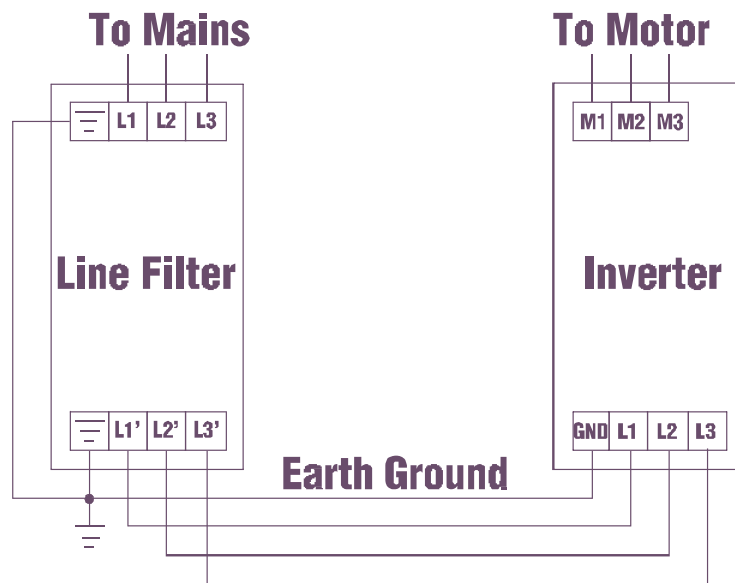 To Mains
To Motor
L1 L2 L3
M1 M2 M3
Line Filter
Inverter
L1' L2' L3'
GND L1 L2 L3
Earth Ground